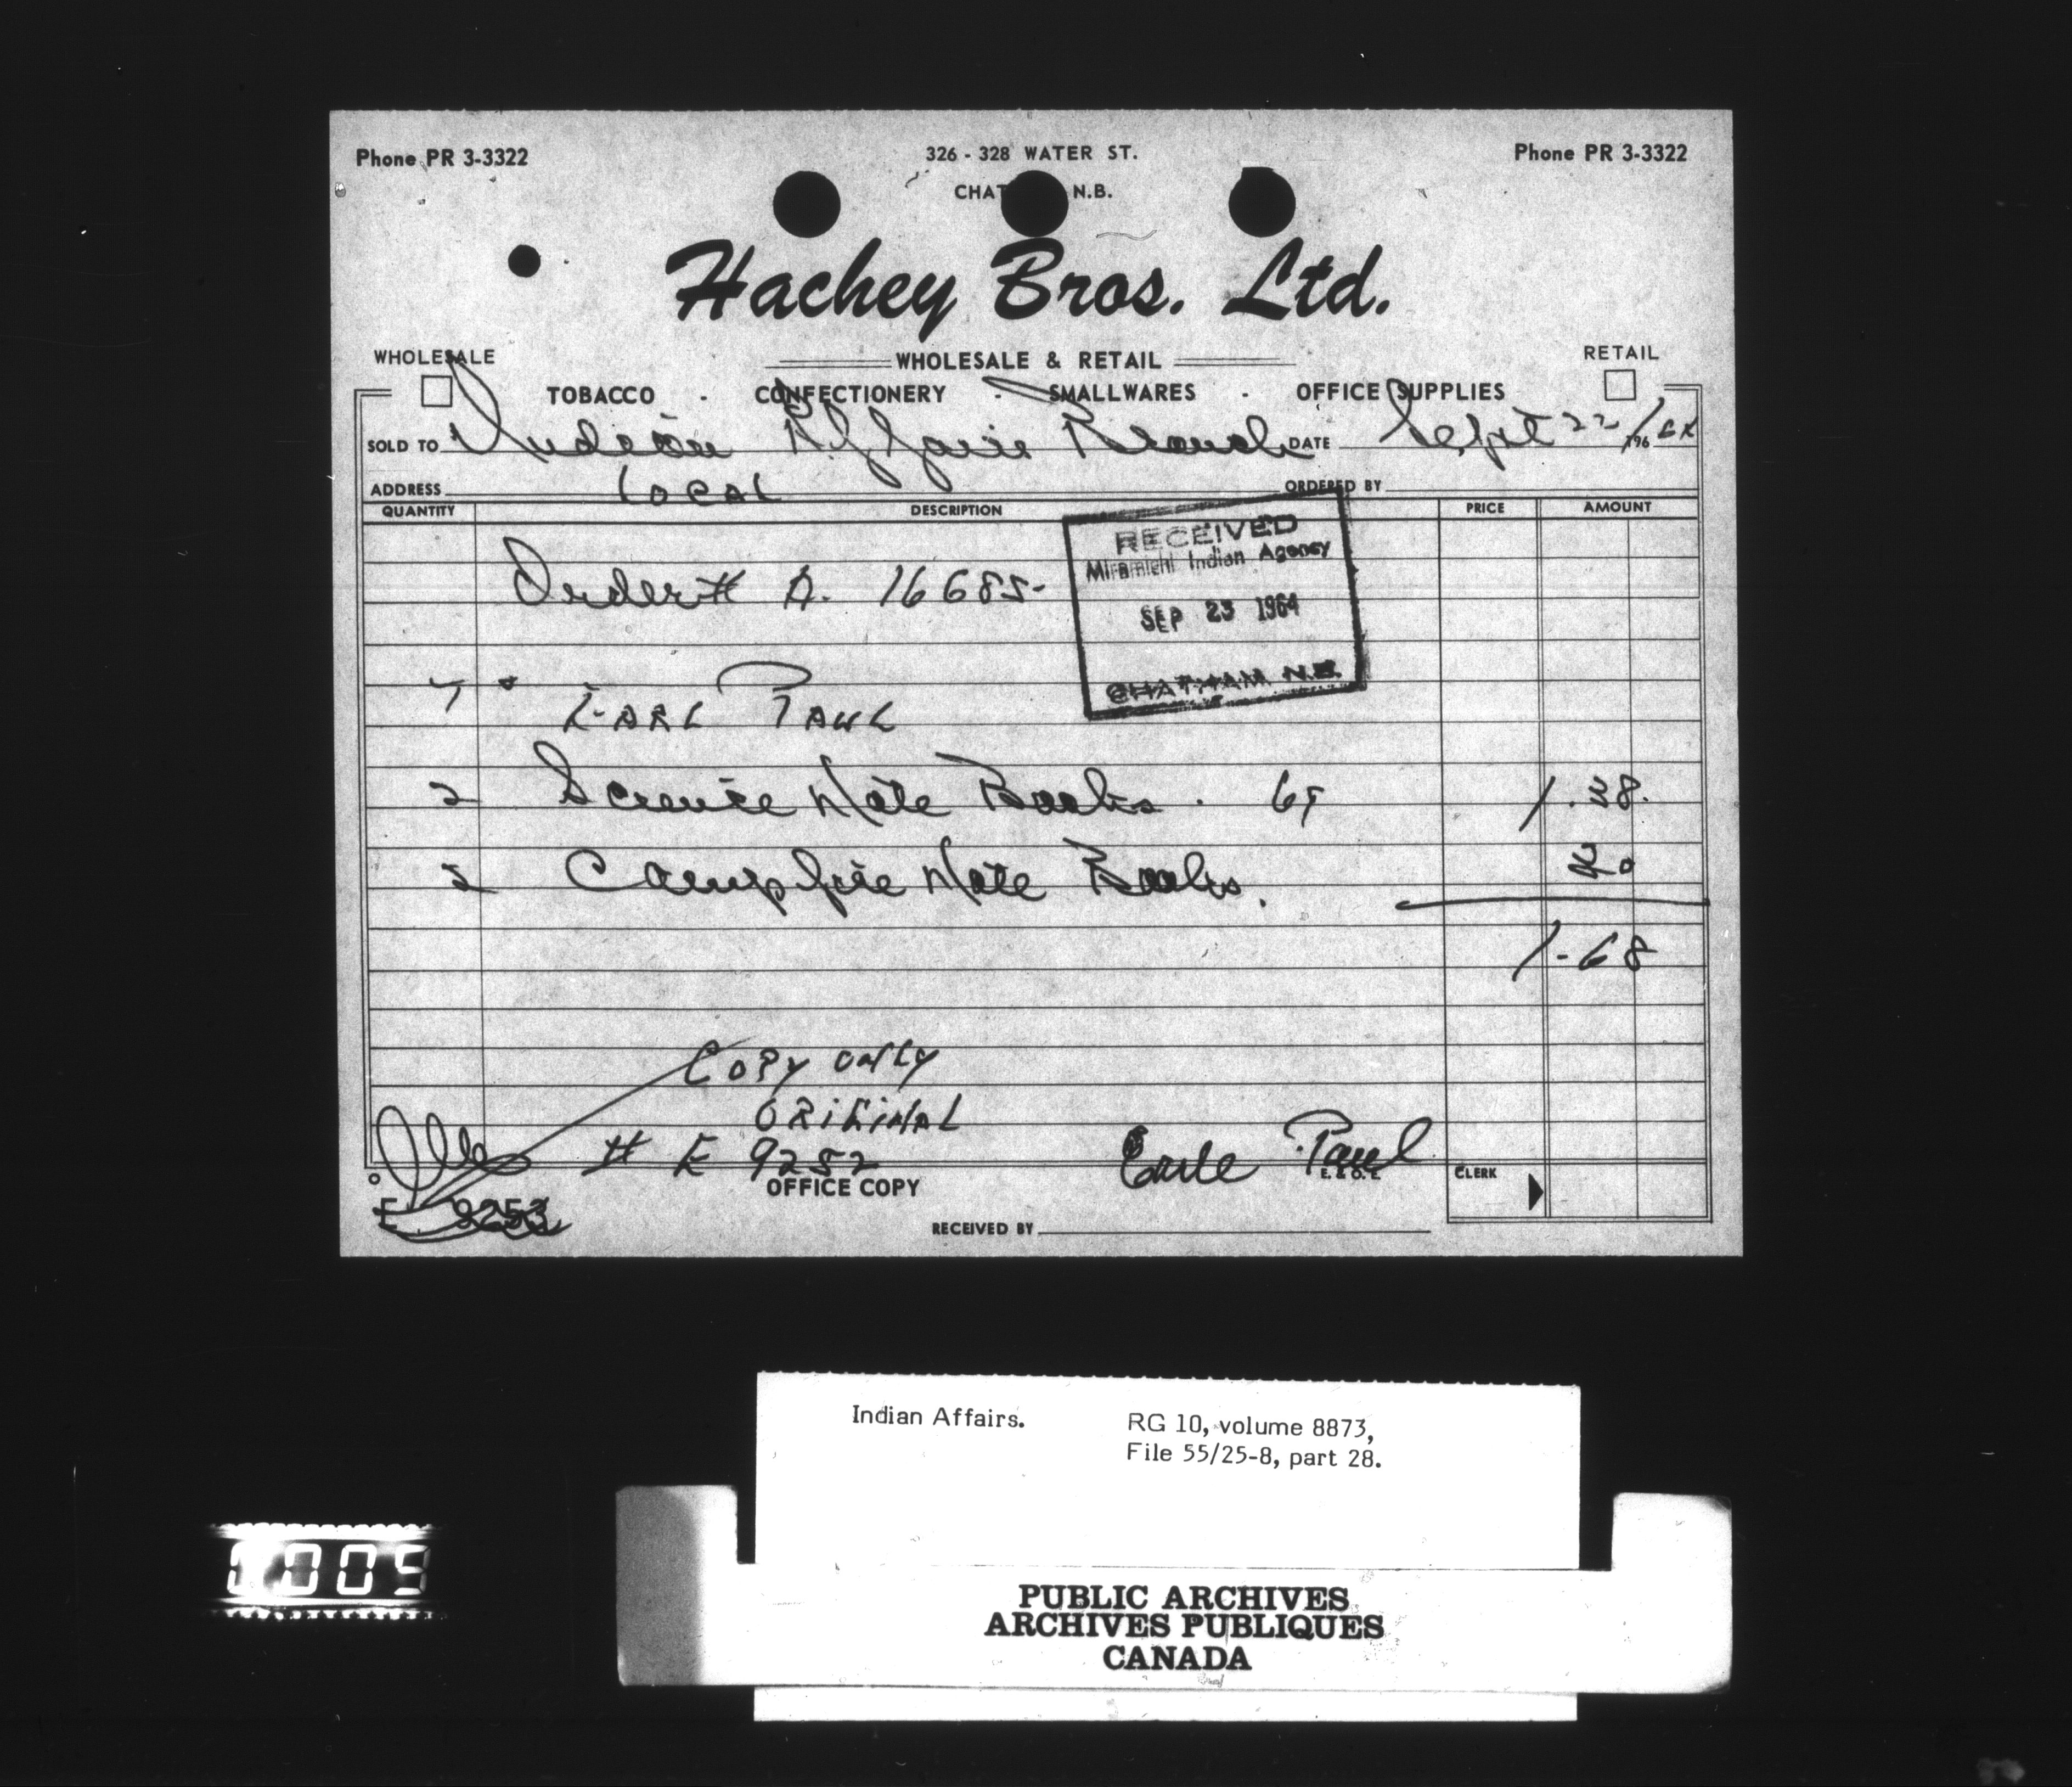 Phone PR 3-3322
326 - 328 WATER ST.
Phone PR 3-3322
CHAT N.B.
Hachey Bros. Ltd.
WHOLESALE
WHOLESALE & RETAIL
RETAIL
TOBACCO - CONFECTIONERY - SMALLWARES - OFFICE SUPPLIES
SOLD TO Indian Affairs Branch DATE Sept 22/1964
ADDRESS Local ORDERED BY
QUANTITY DESCRIPTION PRICE AMOUNT
RECEIVED
Miramichi Indian Agency
SEP 23 1964
CHATHAM N.B.
Order # A. 16685-
EARL PAUL
2 Science Note Books. 69 1.38
2 Campfire Note Books. 30
1-68
Copy only
ORIGINAL
# E 9252
Earle Paul
E. & O. E.
CLERK
OFFICE COPY
E 9253
RECEIVED BY
Indian Affairs. RG 10, volume 8873,
File 55/25-8, part 28.
0005
PUBLIC ARCHIVES
ARCHIVES PUBLIQUES
CANADA